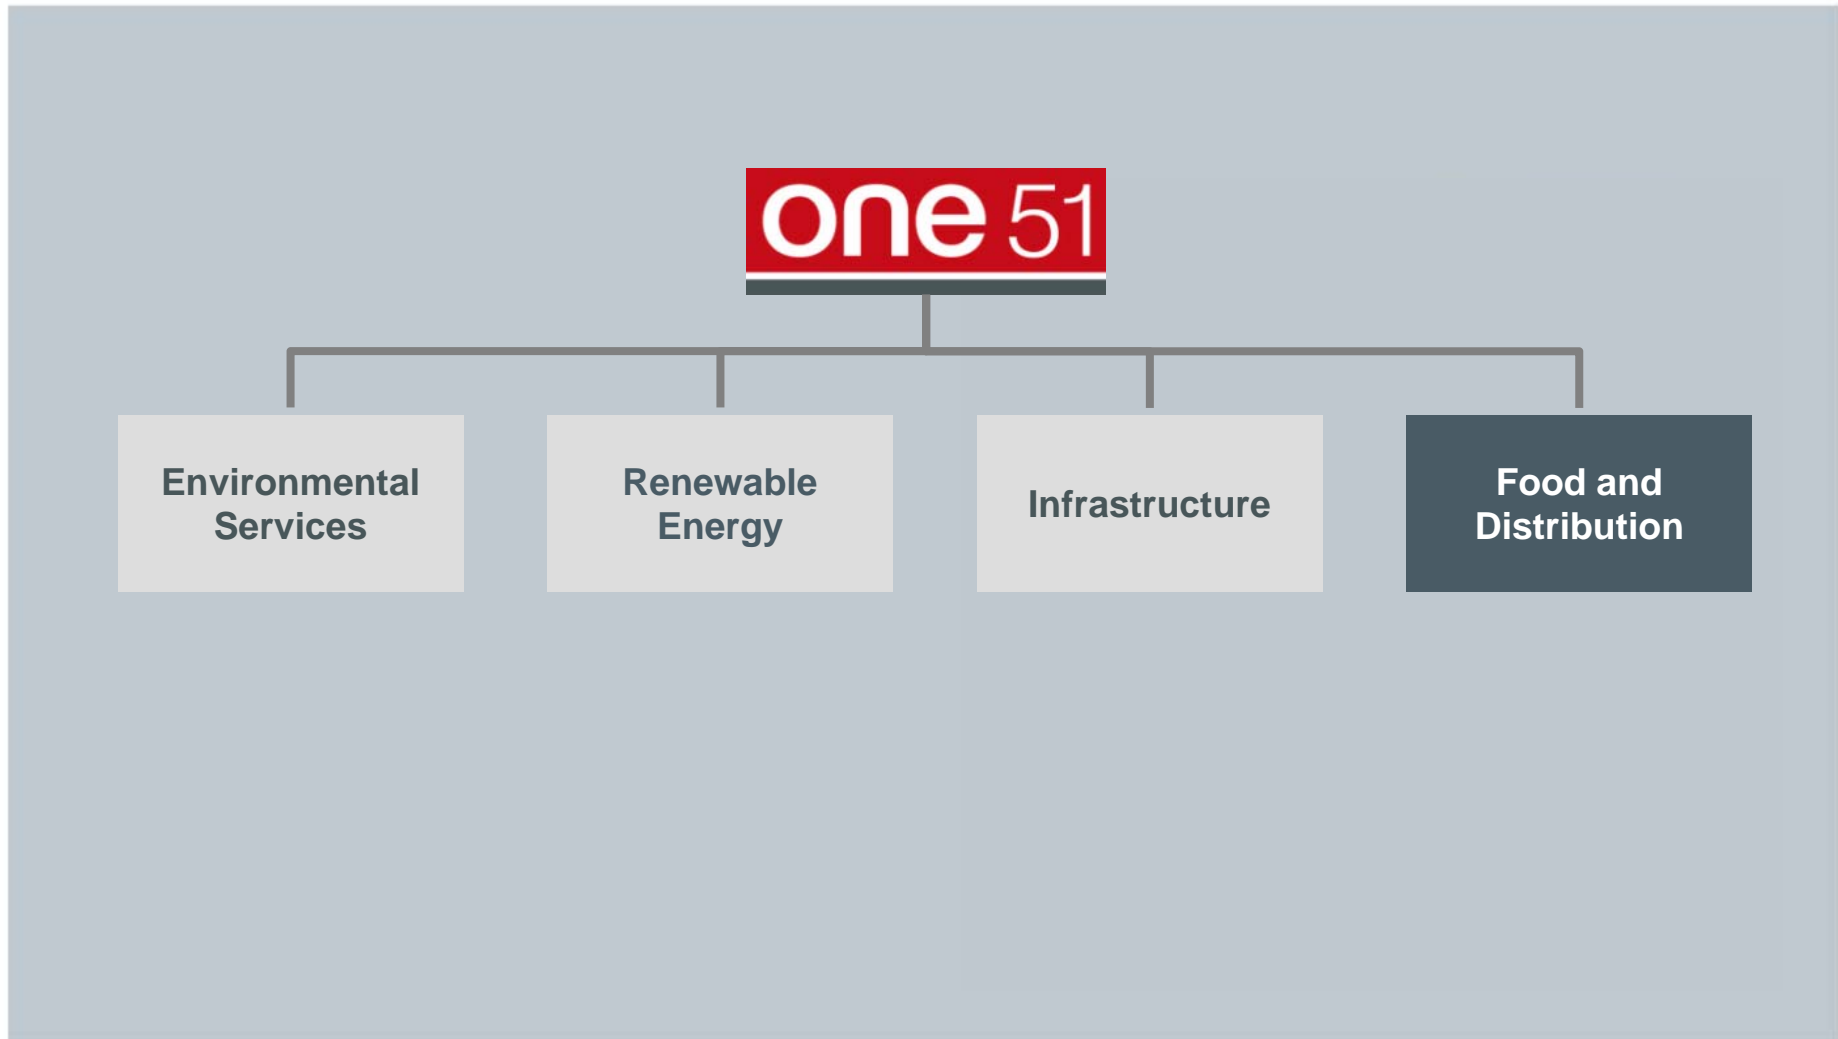 one 51
Environmental
Services
Renewable
Energy
Infrastructure
Food and
Distribution